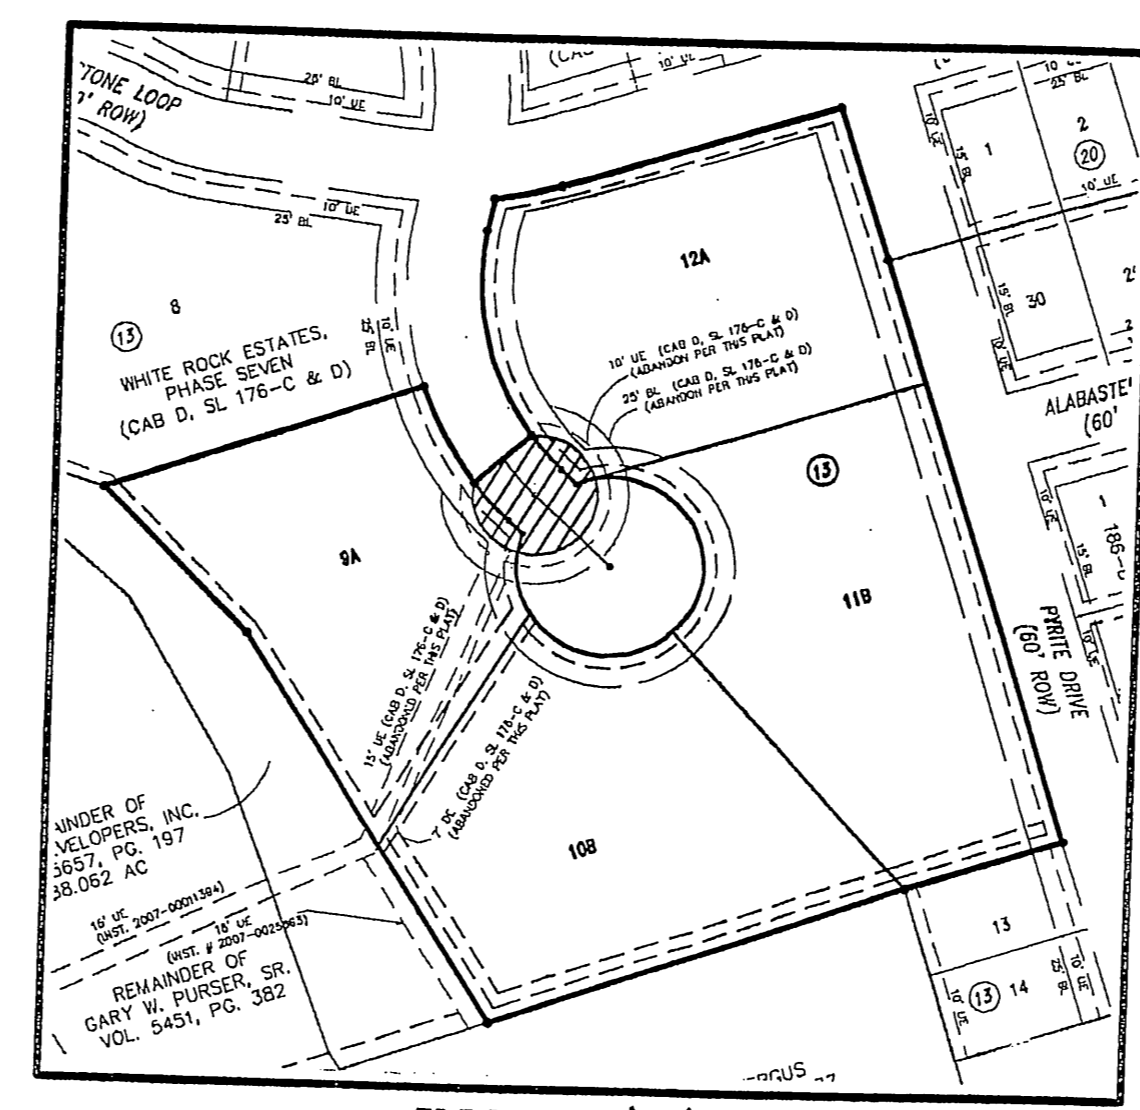 TONE LOOP
' ROW)
25' BL
10' UE
(CAB
10' UE
10' UE
25' BL
10' UE
15' BL
1
2
20
10' UE
10' UE
25' BL
12A
15' BL
30
10' UE
13
8
10' UE
25' BL
WHITE ROCK ESTATES,
PHASE SEVEN
(CAB D, SL 176-C & D)
10' UE (CAB D, SL 176-C & D)
(ABANDON PER THIS PLAT)
25' BL (CAB D, SL 176-C & D)
(ABANDON PER THIS PLAT)
(60'
13
10' UE
15' BL
1
186-
10' UE
9A
11B
PYRITE DRIVE
(60' ROW)
15' UE (CAB D, SL 176-C & D)
(ABANDONED PER THIS PLAT)
7' DE (CAB D, SL 176-C & D)
(ABANDONED PER THIS PLAT)
10B
AINDER OF
VELOPERS, INC.
5657, PG. 197
38.062 AC
16' UE
(INST. 2007-00011384)
16' UE
REMAINDER OF
GARY W. PURSER, SR.
VOL. 5451, PG. 382
13
13
14
10' UE
25' BL
10' UE